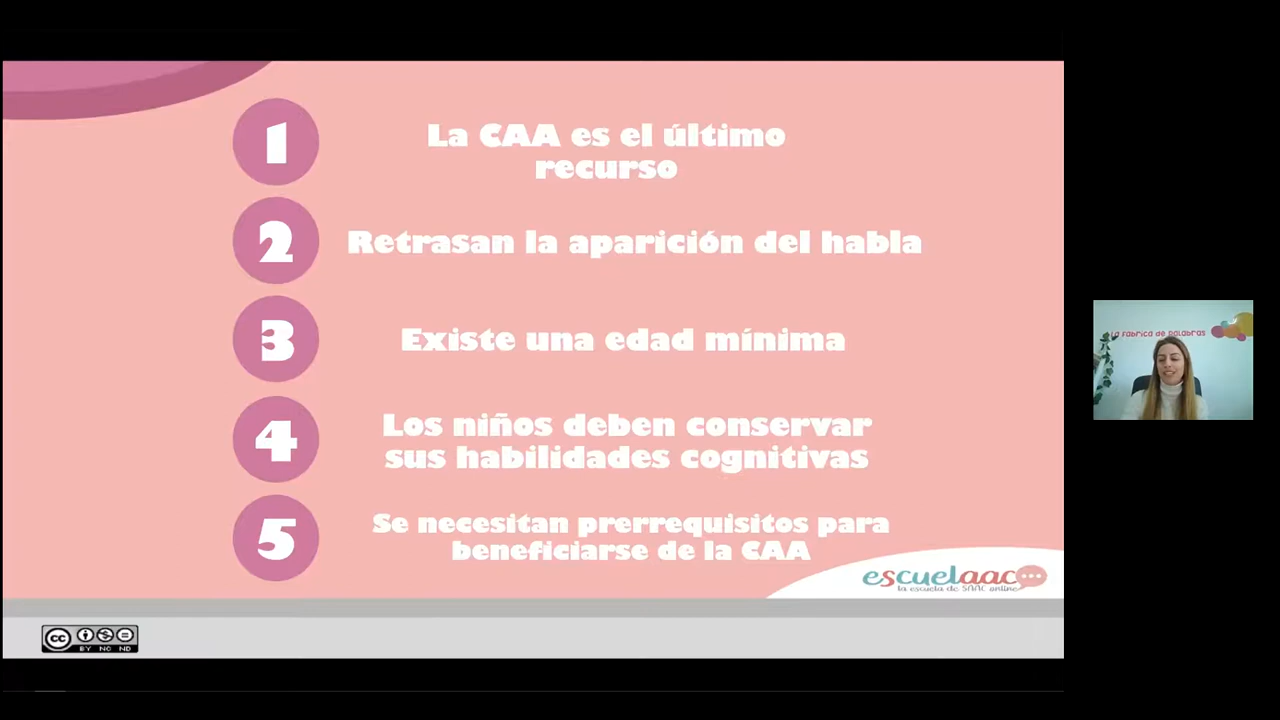 1
La CAA es el último
recurso
2
Retrasan la aparición del habla
3
Existe una edad mínima
4
Los niños deben conservar
sus habilidades cognitivas
5
Se necesitan prerrequisitos para
beneficiarse de la CAA
escuelaac
la escuela de SAAC online
cc
BY NC ND
la fábrica de palabras